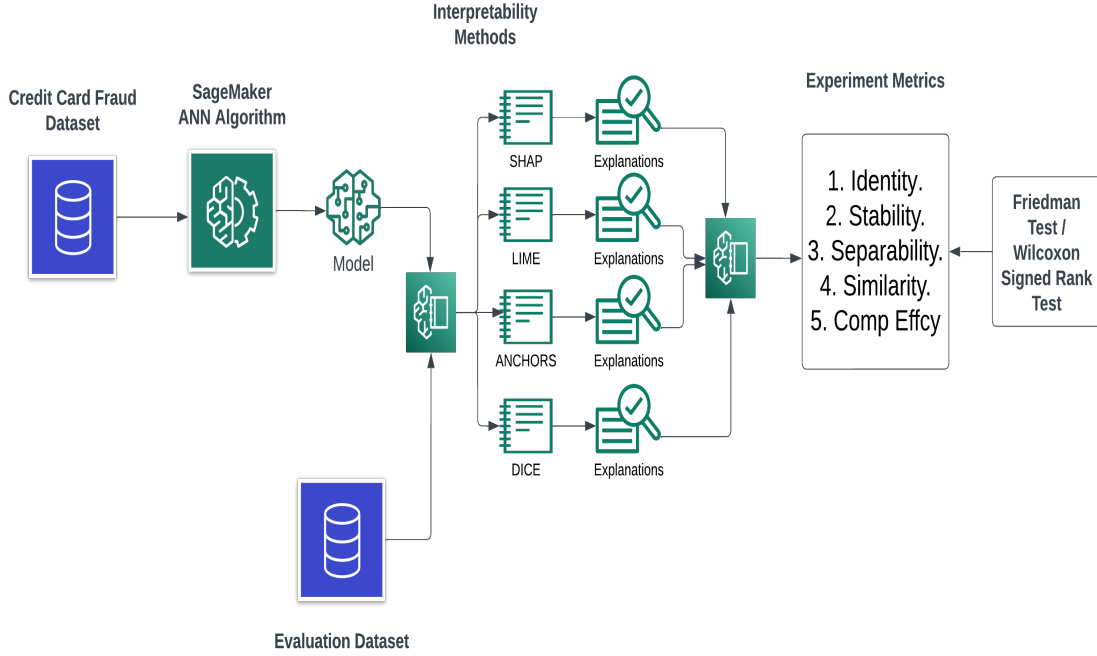 Interpretability
Methods
Credit Card Fraud
Dataset
SageMaker
ANN Algorithm
Experiment Metrics
SHAP
Explanations
Model
LIME
Explanations
ANCHORS
Explanations
DICE
Explanations
1. Identity.
2. Stability.
3. Separability.
4. Similarity.
5. Comp Effcy
Friedman
Test /
Wilcoxon
Signed Rank
Test
Evaluation Dataset